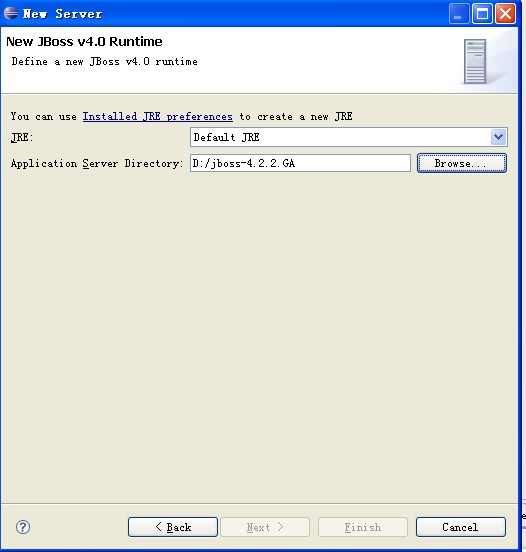 New Server
New JBoss v4.0 Runtime
Define a new JBoss v4.0 runtime
You can use Installed JRE preferences to create a new JRE
JRE: Default JRE
Application Server Directory: D:/jboss-4.2.2.GA Browse...
? < Back Next > Finish Cancel